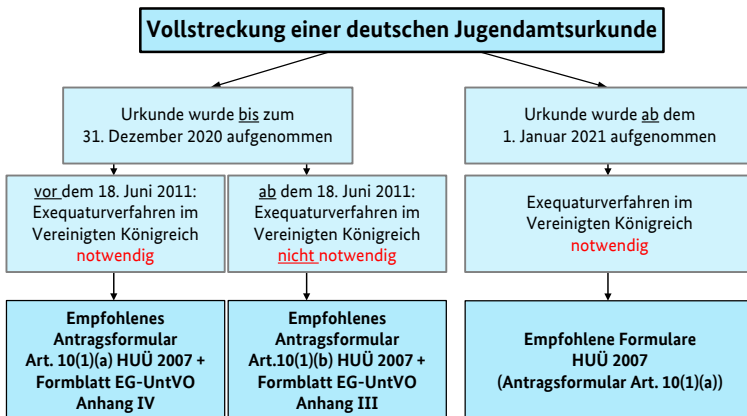 Vollstreckung einer deutschen Jugendamtsurkunde
Urkunde wurde bis zum
31. Dezember 2020 aufgenommen
Urkunde wurde ab dem
1. Januar 2021 aufgenommen
vor dem 18. Juni 2011:
Exequaturverfahren im
Vereinigten Königreich
notwendig
ab dem 18. Juni 2011:
Exequaturverfahren im
Vereinigten Königreich
nicht notwendig
Exequaturverfahren im
Vereinigten Königreich
notwendig
Empfohlenes
Antragsformular
Art. 10(1)(a) HUÜ 2007 +
Formblatt EG-UntVO
Anhang IV
Empfohlenes
Antragsformular
Art.10(1)(b) HUÜ 2007 +
Formblatt EG-UntVO
Anhang III
Empfohlene Formulare
HUÜ 2007
(Antragsformular Art. 10(1)(a))